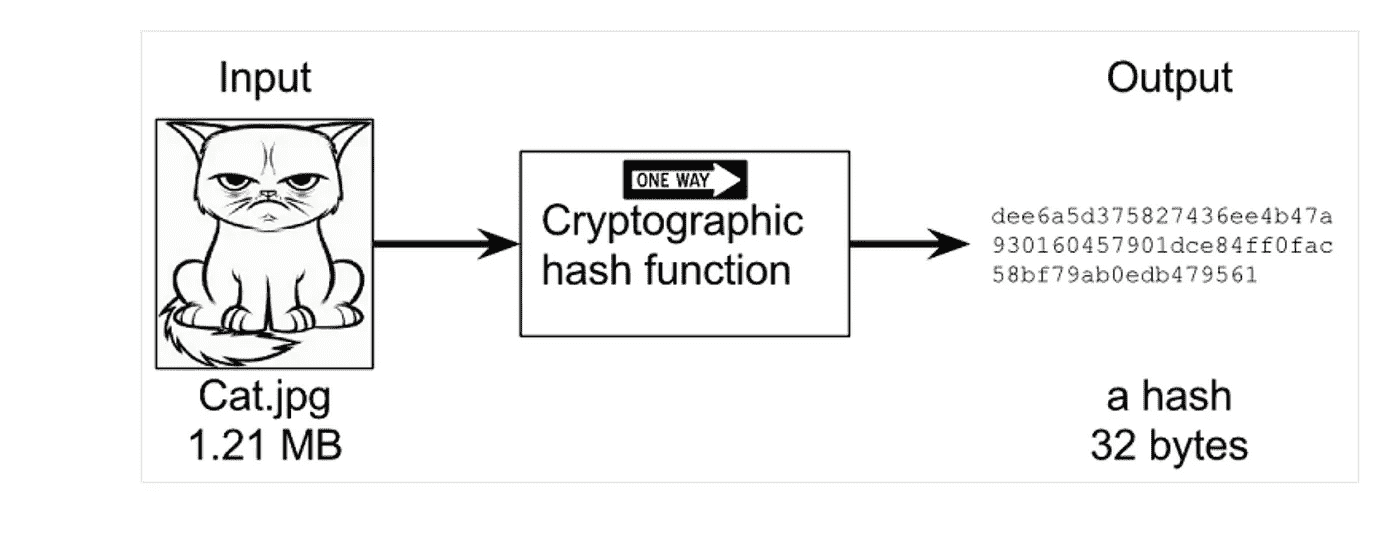 Input
Output
ONE WAY
Cryptographic
hash function
dee6a5d375827436ee4b47a
930160457901dce84ff0fac
58bf79ab0edb479561
Cat.jpg
1.21 MB
a hash
32 bytes